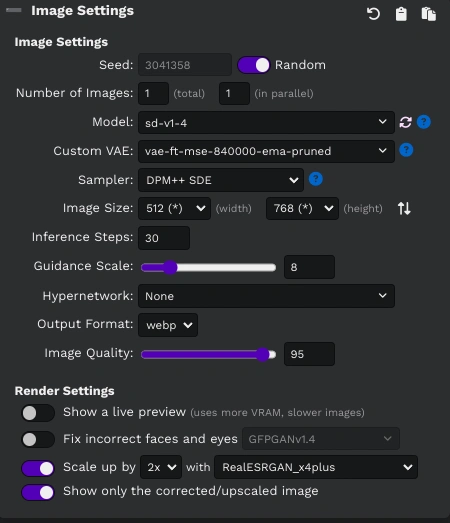 Image Settings
Image Settings
Seed: 3041358 Random
Number of Images: 1 (total) 1 (in parallel)
Model: sd-v1-4 ?
Custom VAE: vae-ft-mse-840000-ema-pruned ?
Sampler: DPM++ SDE ?
Image Size: 512 (*) (width) 768 (*) (height)
Inference Steps: 30
Guidance Scale: 8
Hypernetwork: None
Output Format: webp
Image Quality: 95
Render Settings
Show a live preview (uses more VRAM, slower images)
Fix incorrect faces and eyes GFPGANv1.4
Scale up by 2x with RealESRGAN_x4plus
Show only the corrected/upscaled image